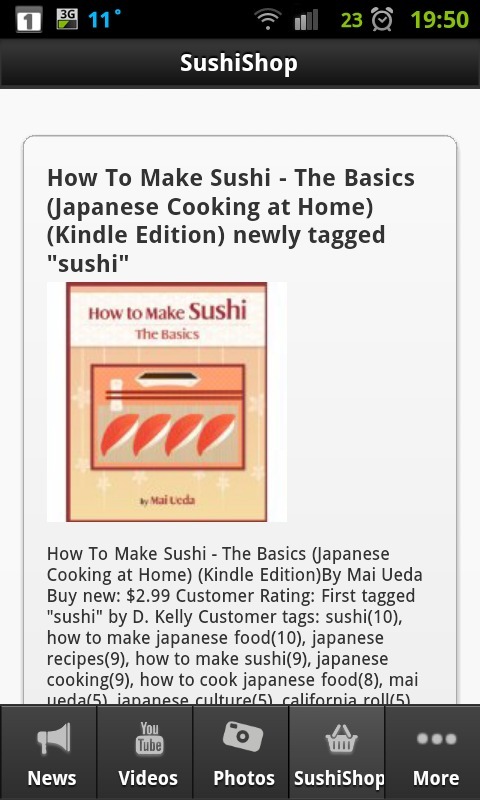 1 3G 11° 23 19:50
SushiShop
How To Make Sushi - The Basics
(Japanese Cooking at Home)
(Kindle Edition) newly tagged
"sushi"
How to Make Sushi
The Basics
by Mai Ueda
How To Make Sushi - The Basics (Japanese
Cooking at Home) (Kindle Edition)By Mai Ueda
Buy new: $2.99 Customer Rating: First tagged
"sushi" by D. Kelly Customer tags: sushi(10),
how to make japanese food(10), japanese
recipes(9), how to make sushi(9), japanese
cooking(9), how to cook japanese food(8), mai
ueda(5), japanese culture(5), california roll(5)
You
Tube
News Videos Photos SushiShop More